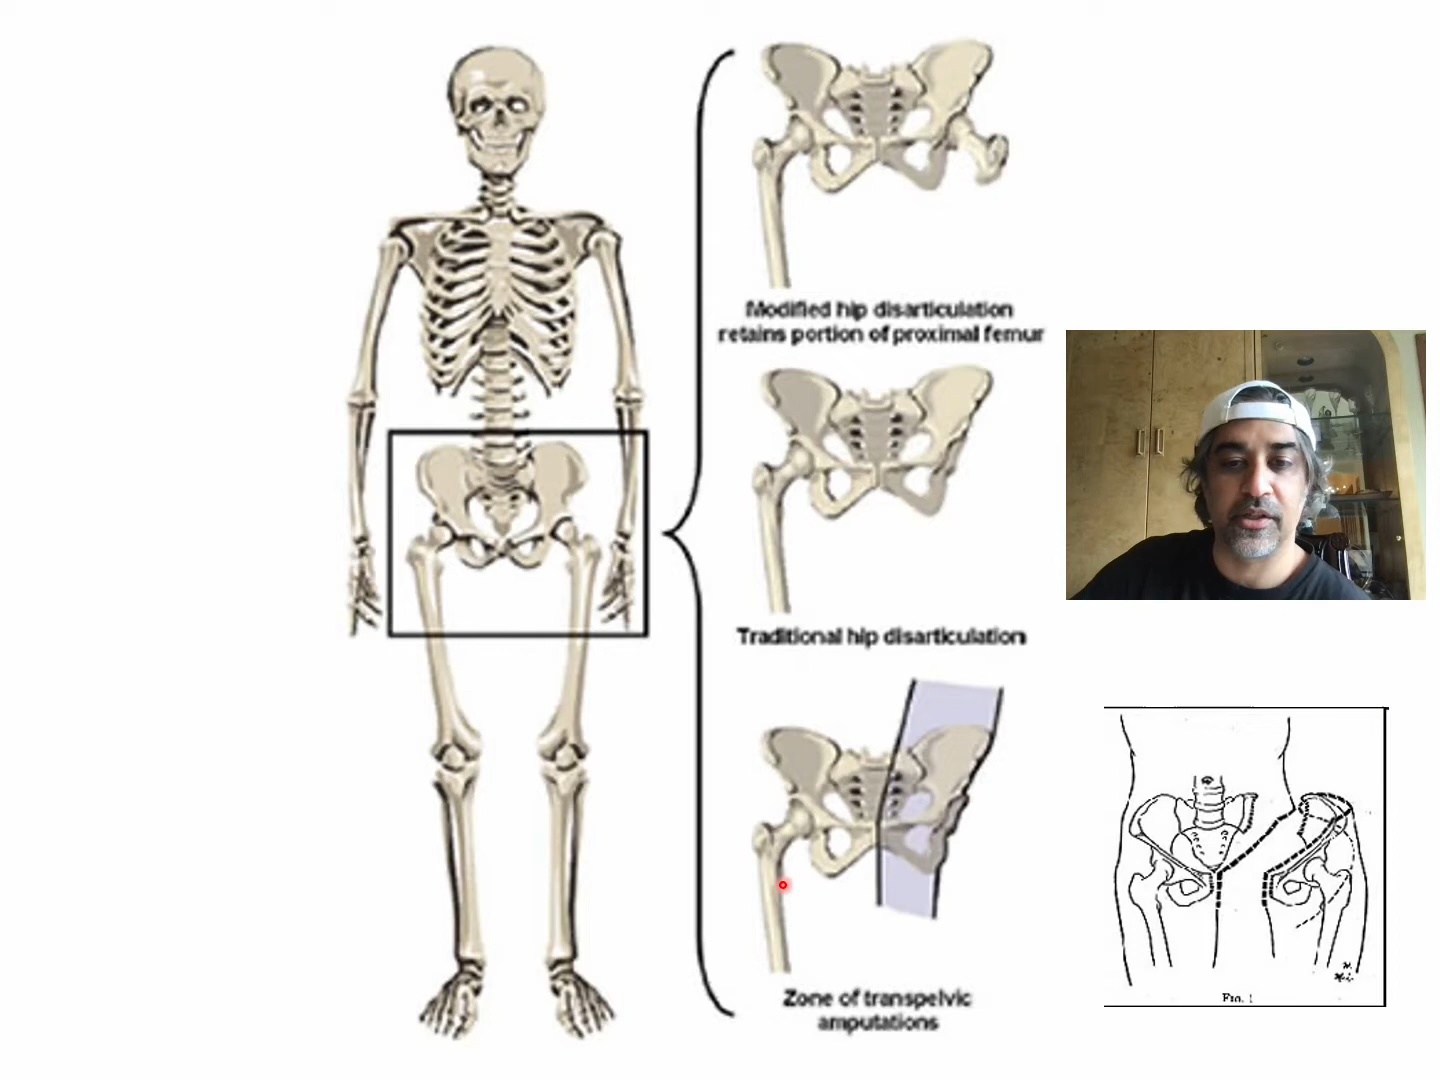 Modified hip disarticulation
retains portion of proximal femur
Traditional hip disarticulation
Zone of transpelvic
amputations
FIG. 1